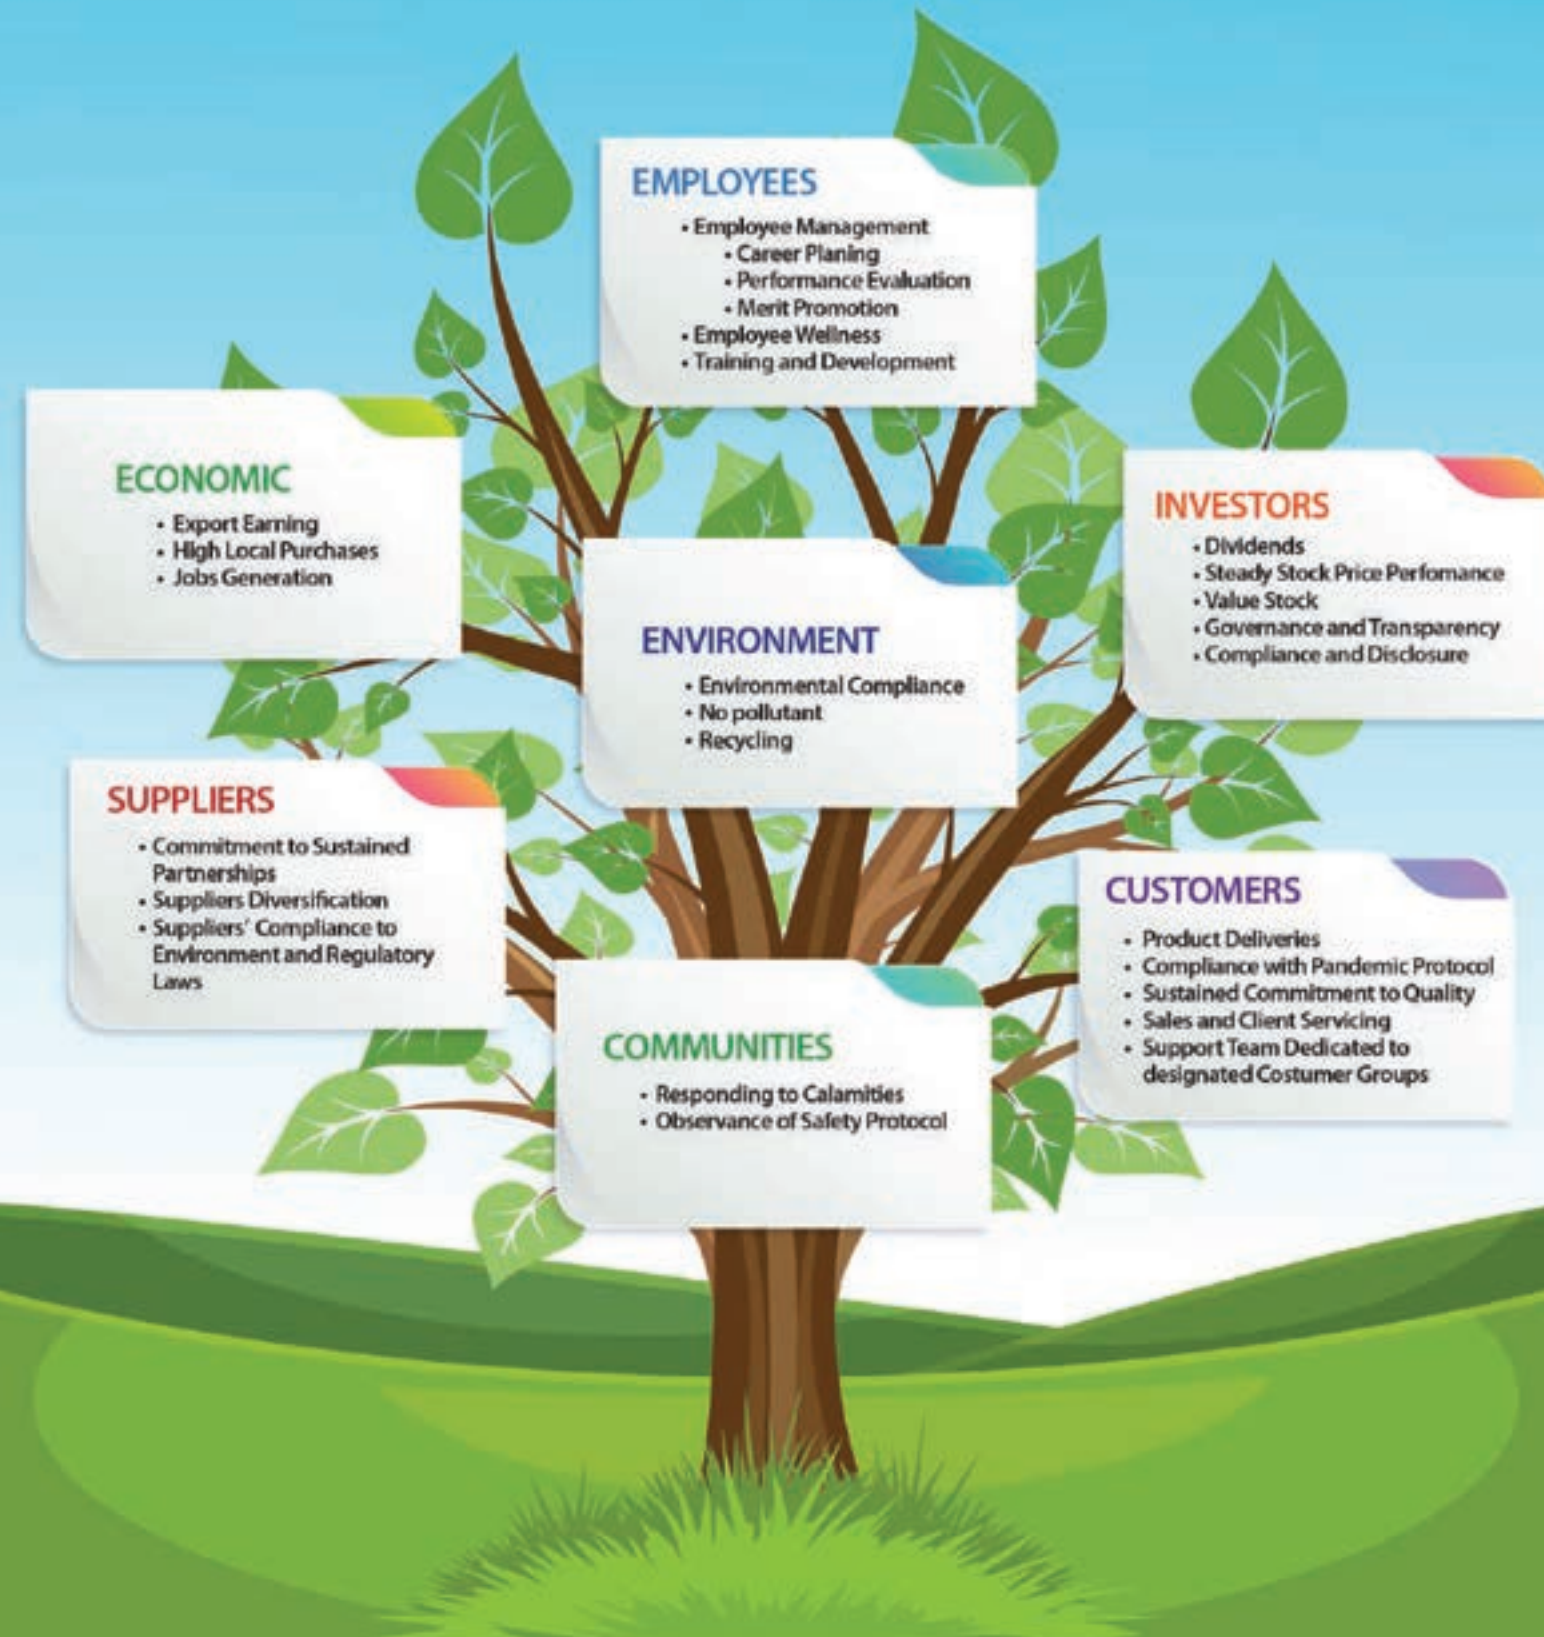 EMPLOYEES
• Employee Management
• Career Planing
• Performance Evaluation
• Merit Promotion
• Employee Wellness
• Training and Development
ECONOMIC
• Export Earning
• High Local Purchases
• Jobs Generation
INVESTORS
• Dividends
• Steady Stock Price Perfomance
• Value Stock
• Governance and Transparency
• Compliance and Disclosure
ENVIRONMENT
• Environmental Compliance
• No pollutant
• Recycling
SUPPLIERS
• Commitment to Sustained
Partnerships
• Suppliers Diversification
• Suppliers' Compliance to
Environment and Regulatory
Laws
CUSTOMERS
• Product Deliveries
• Compliance with Pandemic Protocol
• Sustained Commitment to Quality
• Sales and Client Servicing
• Support Team Dedicated to
designated Costumer Groups
COMMUNITIES
• Responding to Calamities
• Observance of Safety Protocol